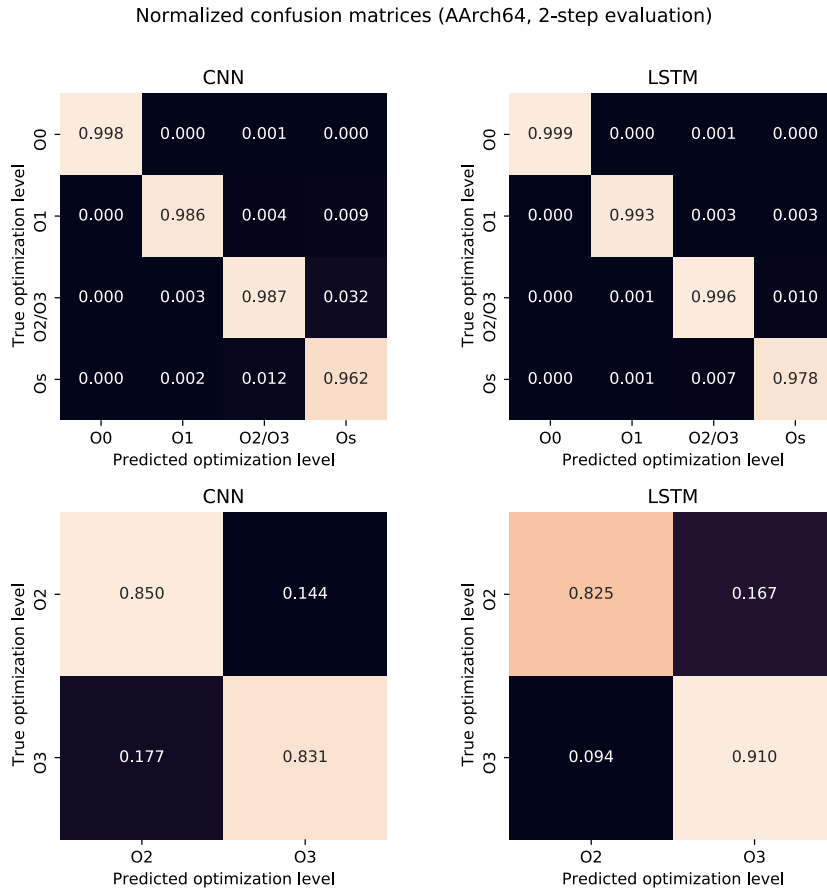 Normalized confusion matrices (AArch64, 2-step evaluation)
CNN
True optimization level
O0 0.998 0.000 0.001 0.000
O1 0.000 0.986 0.004 0.009
O2/O3 0.000 0.003 0.987 0.032
Os 0.000 0.002 0.012 0.962
O0 O1 O2/O3 Os
Predicted optimization level
LSTM
True optimization level
O0 0.999 0.000 0.001 0.000
O1 0.000 0.993 0.003 0.003
O2/O3 0.000 0.001 0.996 0.010
Os 0.000 0.001 0.007 0.978
O0 O1 O2/O3 Os
Predicted optimization level
CNN
True optimization level
O2 0.850 0.144
O3 0.177 0.831
O2 O3
Predicted optimization level
LSTM
True optimization level
O2 0.825 0.167
O3 0.094 0.910
O2 O3
Predicted optimization level